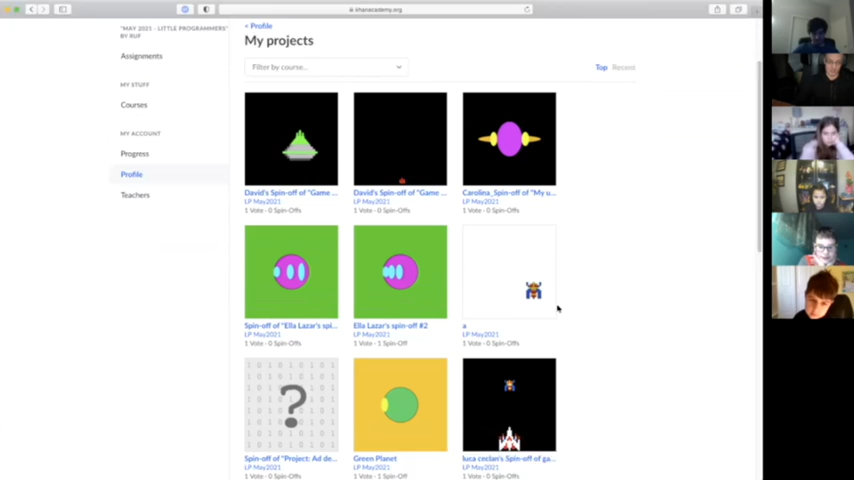 khanacademy.org
"MAY 2021 - LITTLE PROGRAMMERS"
BY RUF
Assignments
MY STUFF
Courses
MY ACCOUNT
Progress
Profile
Teachers
< Profile
My projects
Filter by course...
Top Recent
David's Spin-off of "Game ...
LP May2021
1 Vote · 0 Spin-Offs
David's Spin-off of "Game ...
LP May2021
1 Vote · 0 Spin-Offs
Carolina_Spin-off of "My u...
LP May2021
1 Vote · 0 Spin-Offs
Spin-off of "Ella Lazar's spi...
LP May2021
1 Vote · 0 Spin-Offs
Ella Lazar's spin-off #2
LP May2021
1 Vote · 1 Spin-Off
a
LP May2021
1 Vote · 0 Spin-Offs
?
Spin-off of "Project: Ad de...
LP May2021
1 Vote · 0 Spin-Offs
Green Planet
LP May2021
1 Vote · 1 Spin-Off
luca ceclan's Spin-off of ga...
LP May2021
1 Vote · 0 Spin-Offs